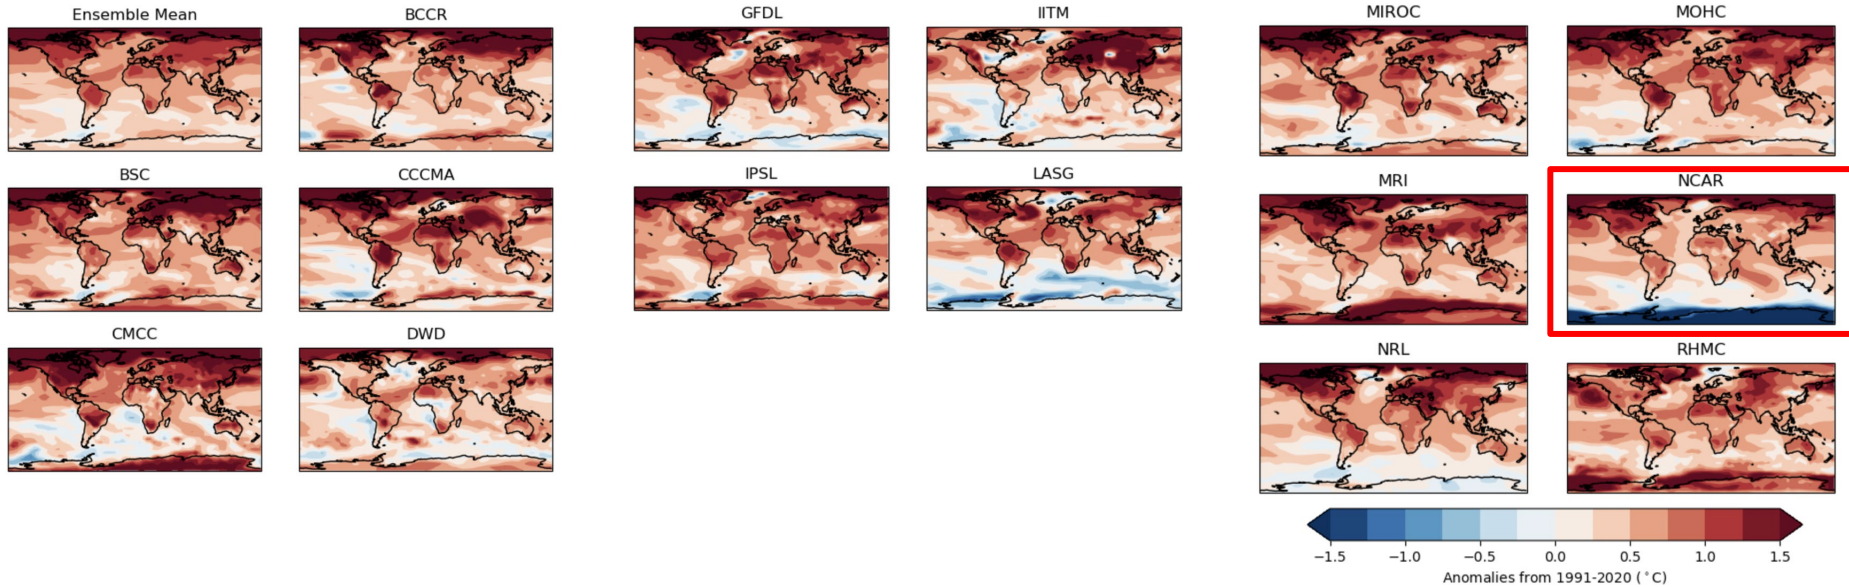 Ensemble Mean
BCCR
GFDL
IITM
MIROC
MOHC
BSC
CCCMA
IPSL
LASG
MRI
NCAR
CMCC
DWD
NRL
RHMC
−1.5 −1.0 −0.5 0.0 0.5 1.0 1.5
Anomalies from 1991-2020 (°C)